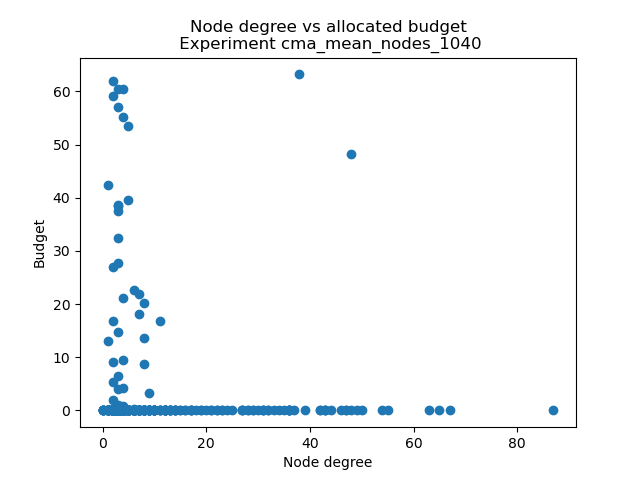 Node degree vs allocated budget
Experiment cma_mean_nodes_1040
Budget
60
50
40
30
20
10
0
0 20 40 60 80
Node degree